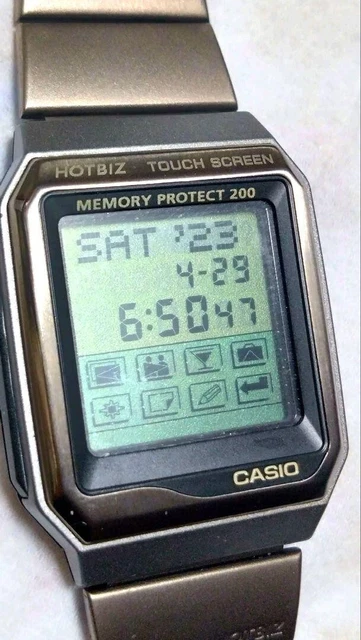 HOTBIZ TOUCH SCREEN
MEMORY PROTECT 200
SAT '23
4-29
6:50 47
CASIO